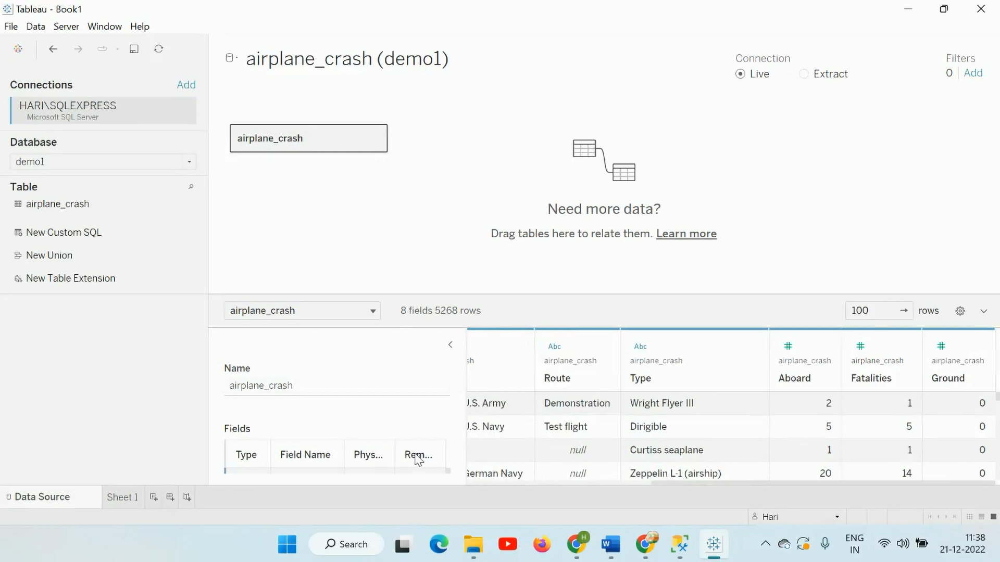 Tableau - Book1
File Data Server Window Help
Connections Add
HARI\SQLEXPRESS
Microsoft SQL Server
Database
demo1
Table
airplane_crash
New Custom SQL
New Union
New Table Extension
airplane_crash (demo1)
Connection
Live Extract
Filters
0 Add
airplane_crash
Need more data?
Drag tables here to relate them. Learn more
airplane_crash 8 fields 5268 rows 100 rows
Name
airplane_crash
Fields
Type Field Name Phys... Rem...
Abc Abc # # #
sh airplane_crash airplane_crash airplane_crash airplane_crash airplane_crash
Route Type Aboard Fatalities Ground
U.S. Army Demonstration Wright Flyer III 2 1 0
U.S. Navy Test flight Dirigible 5 5 0
null Curtiss seaplane 1 1 0
German Navy null Zeppelin L-1 (airship) 20 14 0
Data Source Sheet 1
Hari
Search
H
W
ENG
IN
11:38
21-12-2022